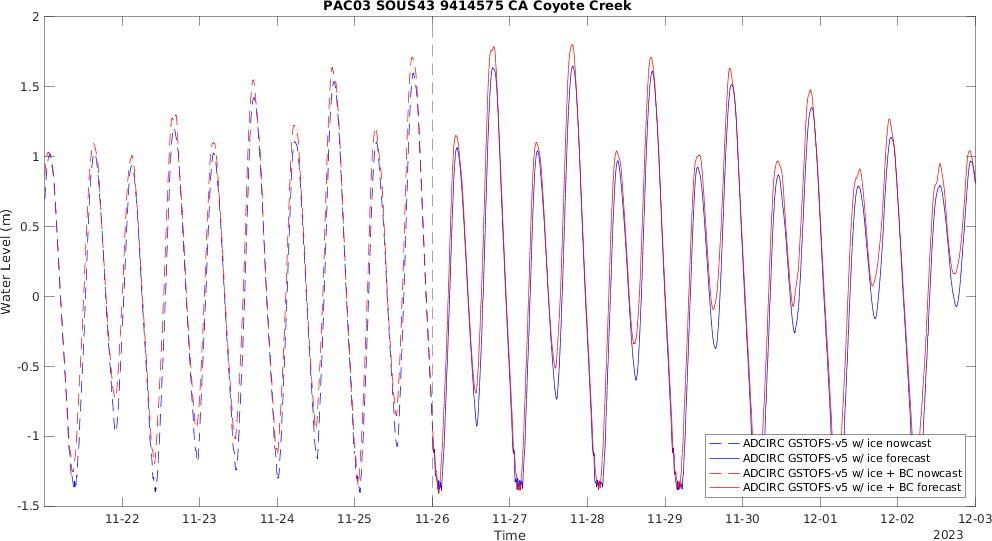 PAC03 SOUS43 9414575 CA Coyote Creek
2
1.5
1
0.5
0
-0.5
-1
-1.5
Water Level (m)
ADCIRC GSTOFS-v5 w/ ice nowcast
ADCIRC GSTOFS-v5 w/ ice forecast
ADCIRC GSTOFS-v5 w/ ice + BC nowcast
ADCIRC GSTOFS-v5 w/ ice + BC forecast
11-22 11-23 11-24 11-25 11-26 11-27 11-28 11-29 11-30 12-01 12-02 12-03
Time
2023